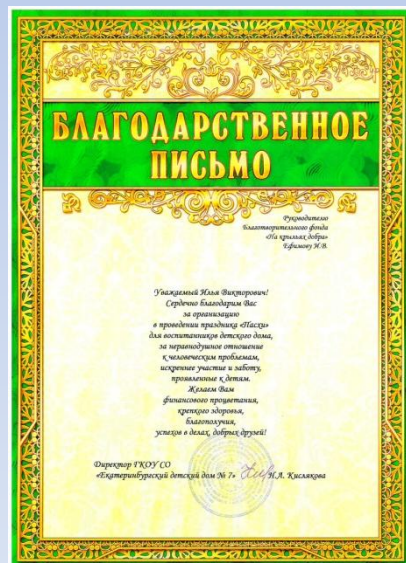 БЛАГОДАРСТВЕННОЕ
ПИСЬМО
Руководителю
Благотворительного фонда
«На крыльях добра»
Ефимову И.В.
Уважаемый Илья Викторович!
Сердечно благодарим Вас
за организацию
в проведении праздника «Пасхи»
для воспитанников детского дома,
за неравнодушное отношение
к человеческим проблемам,
искреннее участие и заботу,
проявленные к детям.
Желаем Вам
финансового процветания,
крепкого здоровья,
благополучия,
успехов в делах, добрых друзей!
Директор ГКОУ СО
«Екатеринбургский детский дом № 7» Н.Л. Кислякова